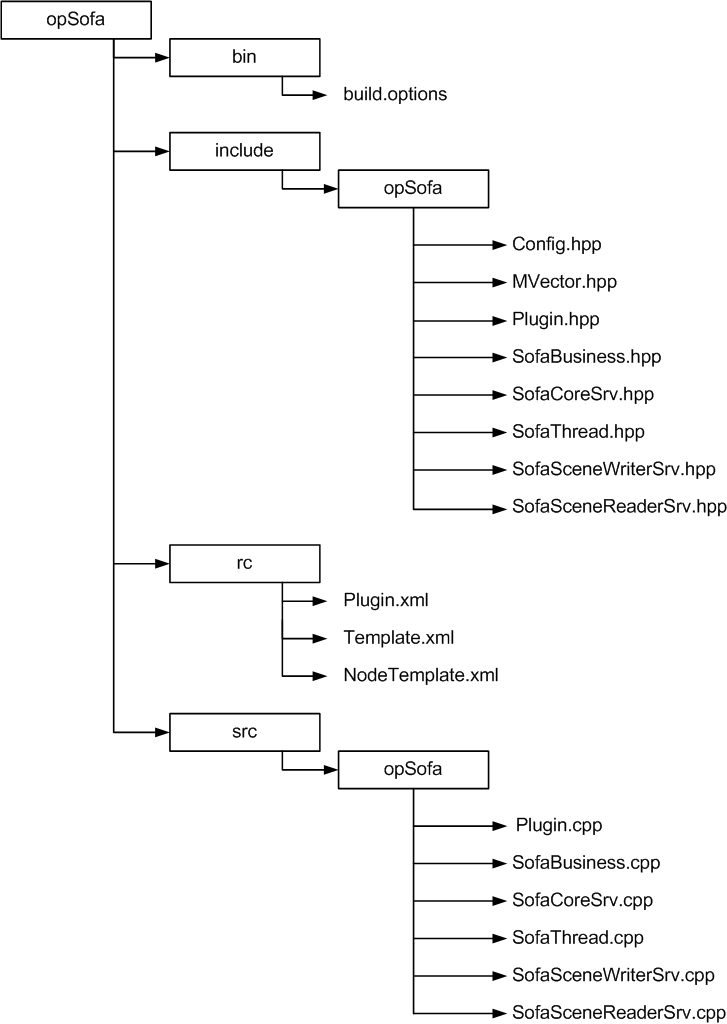 opSofa
bin
build.options
include
opSofa
Config.hpp
MVector.hpp
Plugin.hpp
SofaBusiness.hpp
SofaCoreSrv.hpp
SofaThread.hpp
SofaSceneWriterSrv.hpp
SofaSceneReaderSrv.hpp
rc
Plugin.xml
Template.xml
NodeTemplate.xml
src
opSofa
Plugin.cpp
SofaBusiness.cpp
SofaCoreSrv.cpp
SofaThread.cpp
SofaSceneWriterSrv.cpp
SofaSceneReaderSrv.cpp